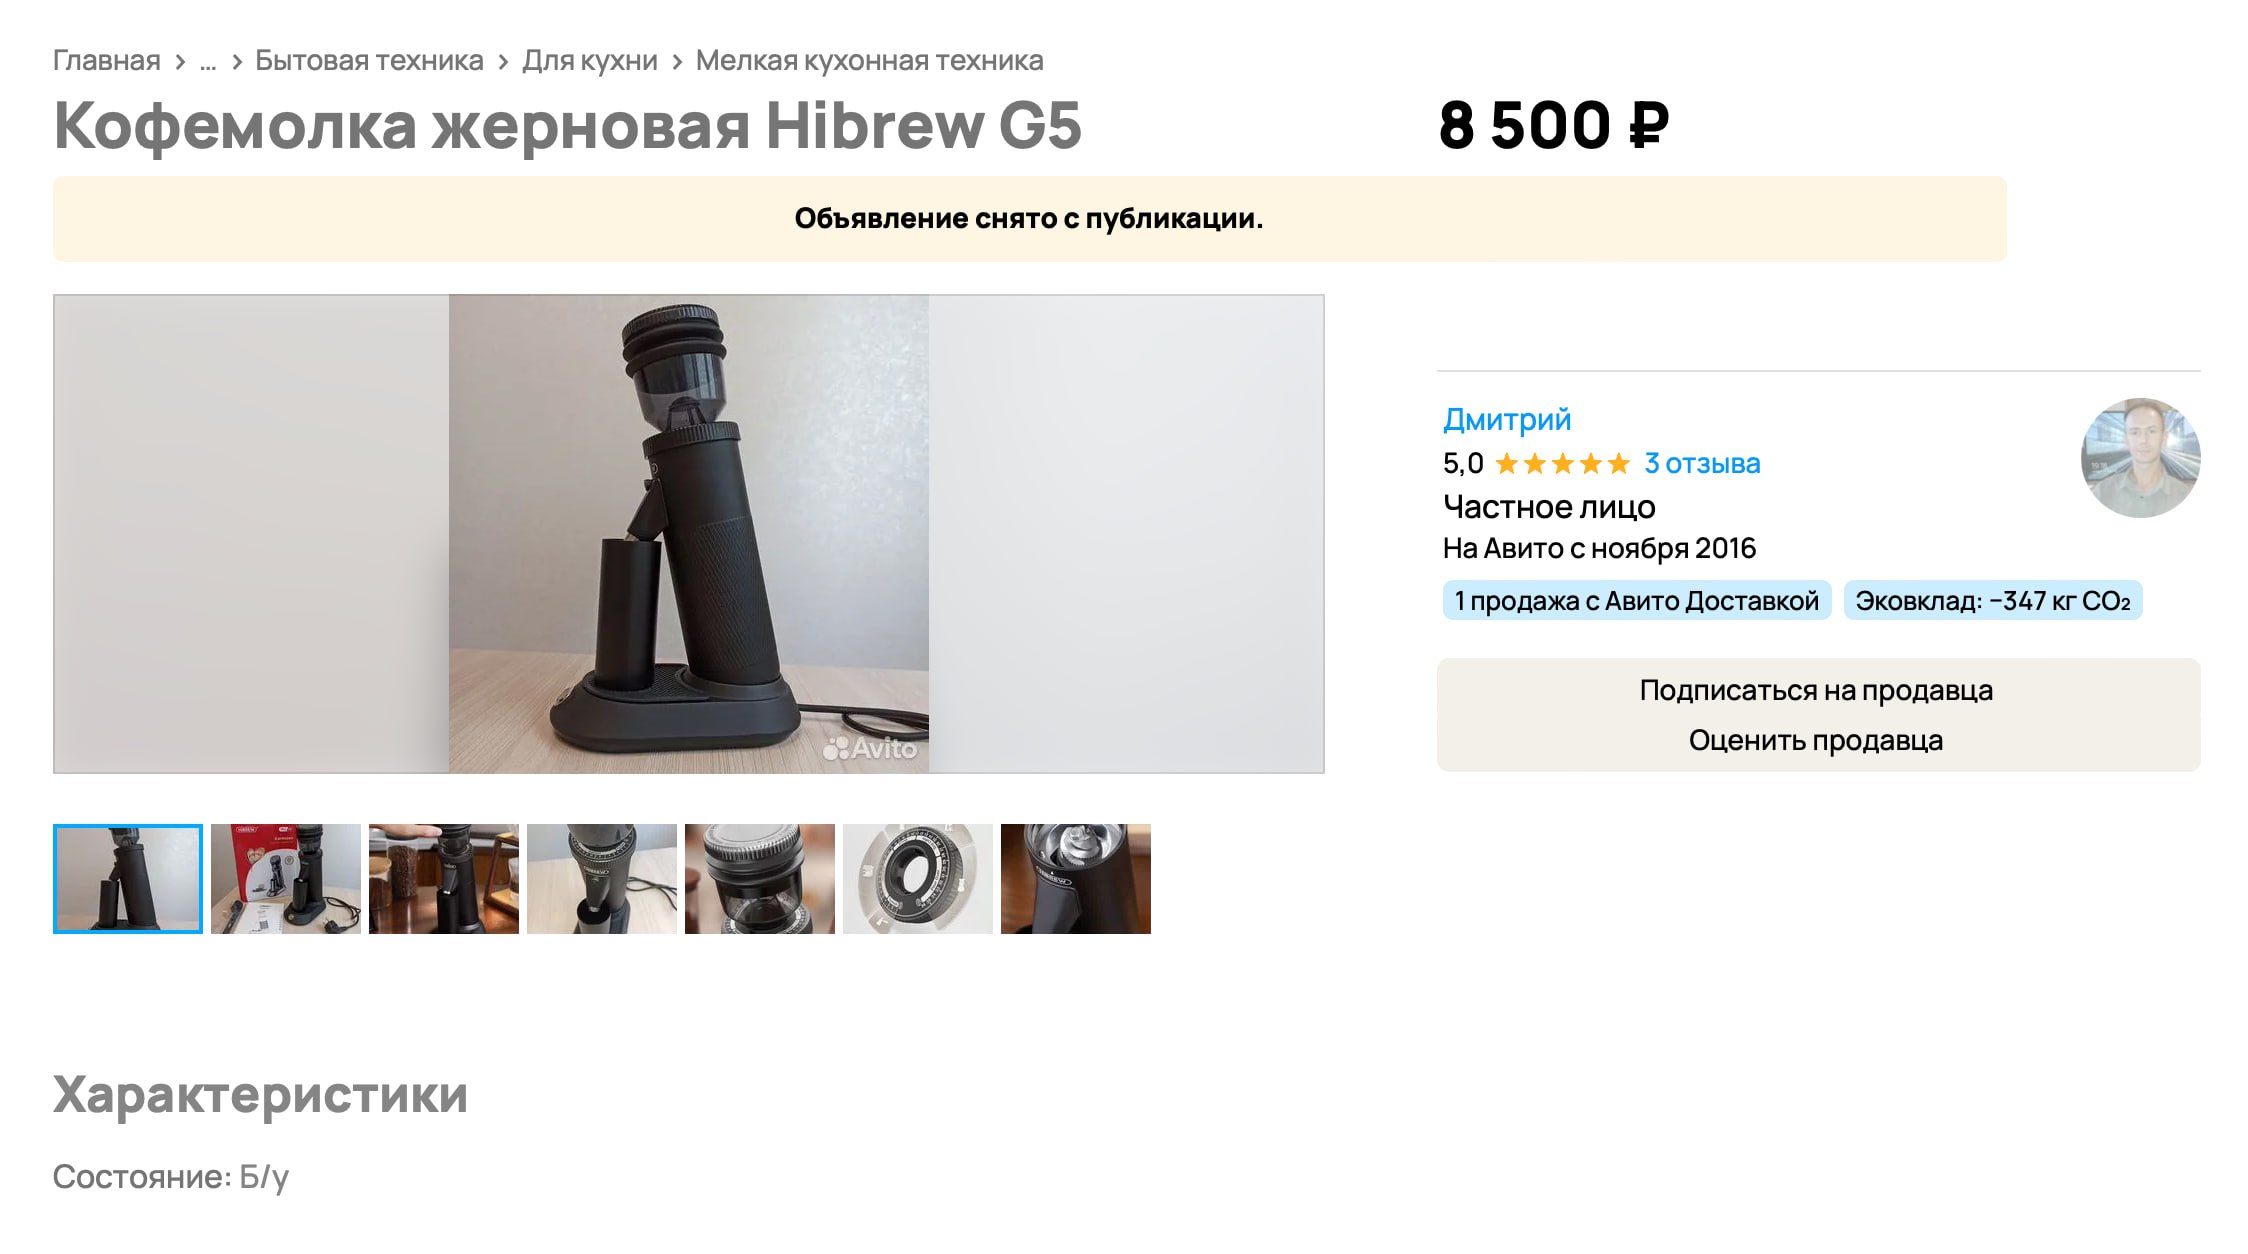 Главная › ... › Бытовая техника › Для кухни › Мелкая кухонная техника
Кофемолка жерновая Hibrew G5
8 500 ₽
Объявление снято с публикации.
Avito
Дмитрий
5,0 ★★★★★ 3 отзыва
Частное лицо
На Авито с ноября 2016
1 продажа с Авито Доставкой
Эковклад: −347 кг CO₂
Подписаться на продавца
Оценить продавца
Характеристики
Состояние: Б/у